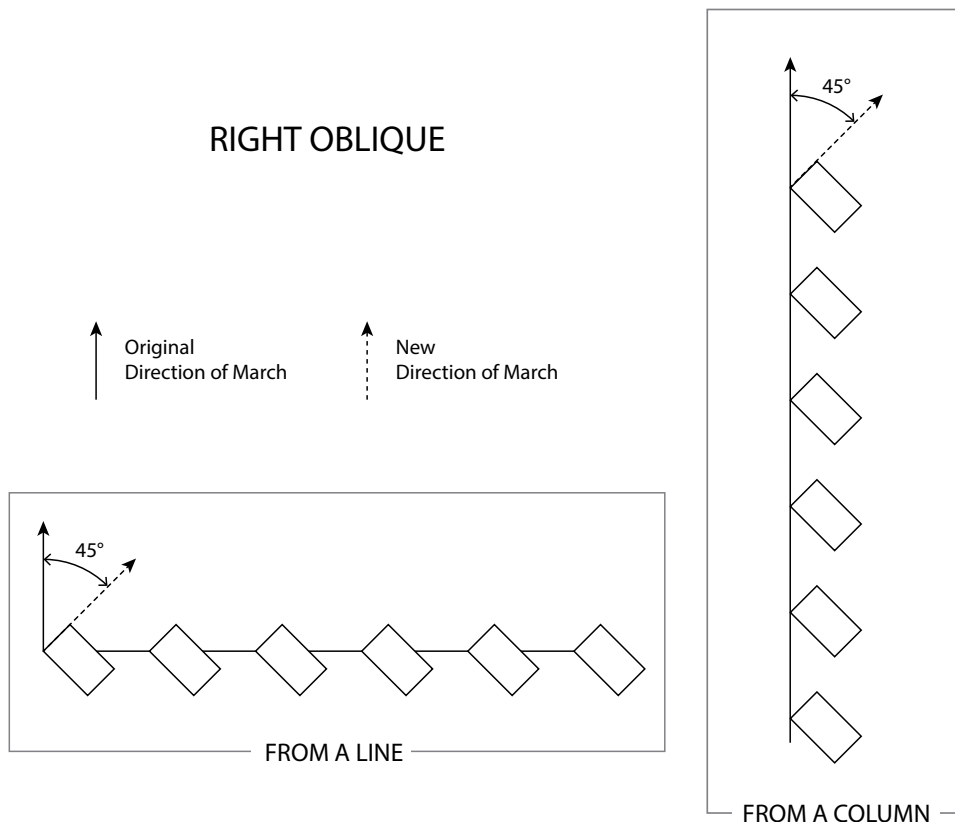 RIGHT OBLIQUE
Original
Direction of March
New
Direction of March
45°
FROM A LINE
45°
FROM A COLUMN